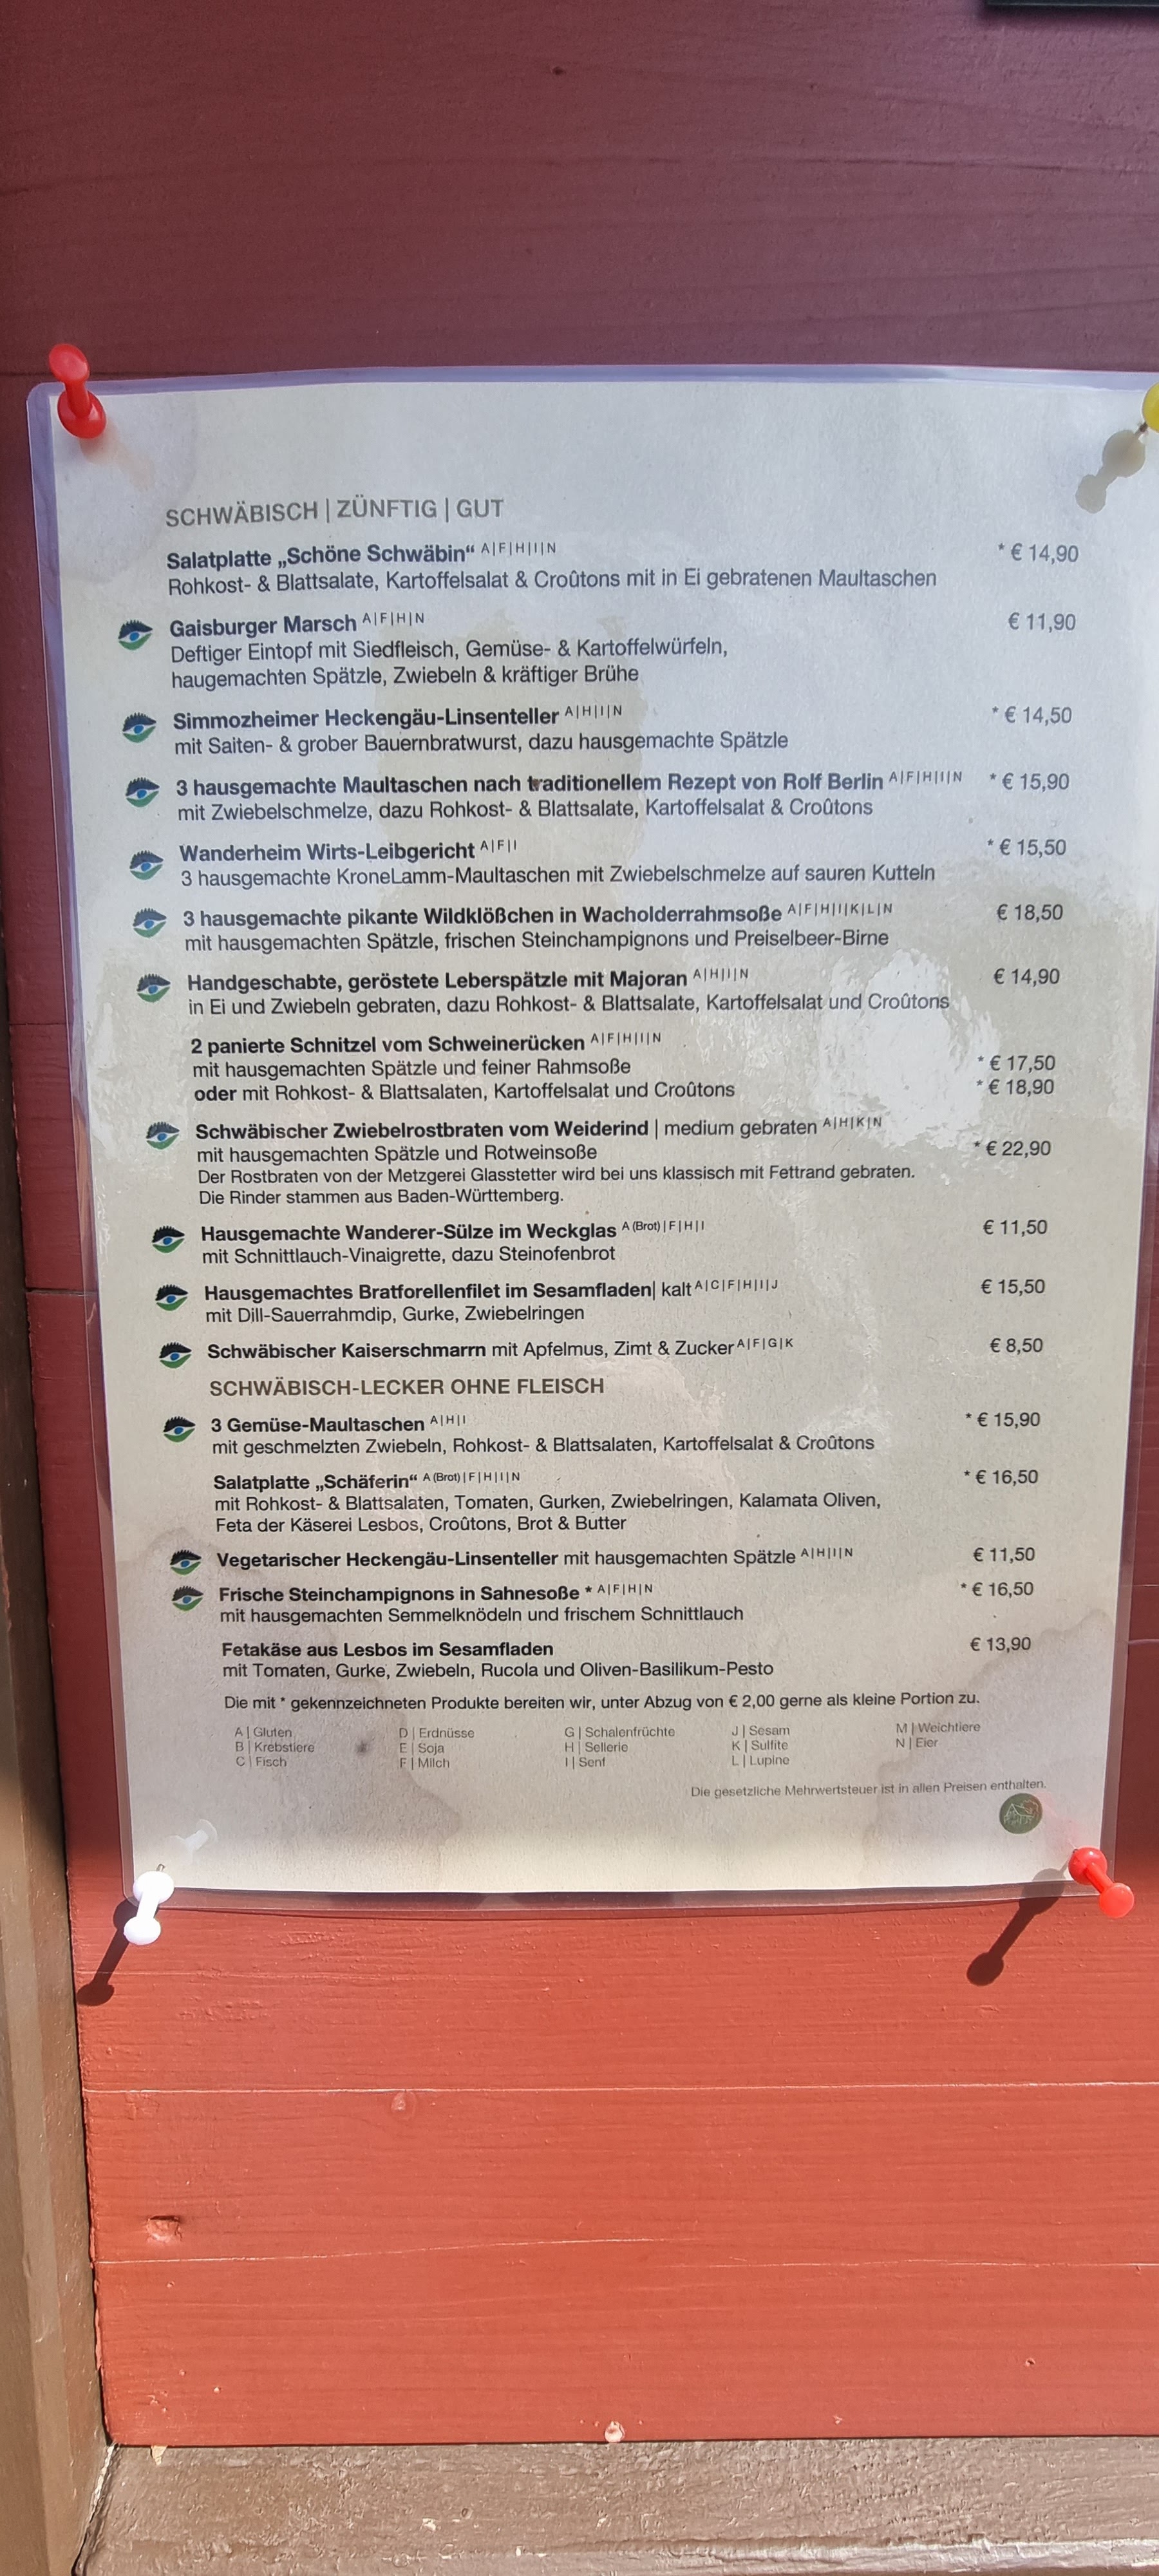 SCHWÄBISCH | ZÜNFTIG | GUT
Salatplatte „Schöne Schwäbin“ A|F|H|I|N * € 14,90
Rohkost- & Blattsalate, Kartoffelsalat & Croûtons mit in Ei gebratenen Maultaschen
Gaisburger Marsch A|F|H|N € 11,90
Deftiger Eintopf mit Siedfleisch, Gemüse- & Kartoffelwürfeln,
haugemachten Spätzle, Zwiebeln & kräftiger Brühe
Simmozheimer Heckengäu-Linsenteller A|H|I|N * € 14,50
mit Saiten- & grober Bauernbratwurst, dazu hausgemachte Spätzle
3 hausgemachte Maultaschen nach traditionellem Rezept von Rolf Berlin A|F|H|I|N * € 15,90
mit Zwiebelschmelze, dazu Rohkost- & Blattsalate, Kartoffelsalat & Croûtons
Wanderheim Wirts-Leibgericht A|F|I * € 15,50
3 hausgemachte KroneLamm-Maultaschen mit Zwiebelschmelze auf sauren Kutteln
3 hausgemachte pikante Wildklößchen in Wacholderrahmsoße A|F|H|I|K|L|N € 18,50
mit hausgemachten Spätzle, frischen Steinchampignons und Preiselbeer-Birne
Handgeschabte, geröstete Leberspätzle mit Majoran A|H|I|N € 14,90
in Ei und Zwiebeln gebraten, dazu Rohkost- & Blattsalate, Kartoffelsalat und Croûtons
2 panierte Schnitzel vom Schweinerücken A|F|H|I|N
mit hausgemachten Spätzle und feiner Rahmsoße * € 17,50
oder mit Rohkost- & Blattsalaten, Kartoffelsalat und Croûtons * € 18,90
Schwäbischer Zwiebelrostbraten vom Weiderind | medium gebraten A|H|K|N
mit hausgemachten Spätzle und Rotweinsoße * € 22,90
Der Rostbraten von der Metzgerei Glasstetter wird bei uns klassisch mit Fettrand gebraten.
Die Rinder stammen aus Baden-Württemberg.
Hausgemachte Wanderer-Sülze im Weckglas A (Brot)|F|H|I € 11,50
mit Schnittlauch-Vinaigrette, dazu Steinofenbrot
Hausgemachtes Bratforellenfilet im Sesamfladen| kalt A|C|F|H|I|J € 15,50
mit Dill-Sauerrahmdip, Gurke, Zwiebelringen
Schwäbischer Kaiserschmarrn mit Apfelmus, Zimt & Zucker A|F|G|K € 8,50
SCHWÄBISCH-LECKER OHNE FLEISCH
3 Gemüse-Maultaschen A|H|I * € 15,90
mit geschmelzten Zwiebeln, Rohkost- & Blattsalaten, Kartoffelsalat & Croûtons
Salatplatte „Schäferin“ A (Brot)|F|H|I|N * € 16,50
mit Rohkost- & Blattsalaten, Tomaten, Gurken, Zwiebelringen, Kalamata Oliven,
Feta der Käserei Lesbos, Croûtons, Brot & Butter
Vegetarischer Heckengäu-Linsenteller mit hausgemachten Spätzle A|H|I|N € 11,50
Frische Steinchampignons in Sahnesoße * A|F|H|N * € 16,50
mit hausgemachten Semmelknödeln und frischem Schnittlauch
Fetakäse aus Lesbos im Sesamfladen € 13,90
mit Tomaten, Gurke, Zwiebeln, Rucola und Oliven-Basilikum-Pesto
Die mit * gekennzeichneten Produkte bereiten wir, unter Abzug von € 2,00 gerne als kleine Portion zu.
A | Gluten D | Erdnüsse G | Schalenfrüchte J | Sesam M | Weichtiere
B | Krebstiere E | Soja H | Sellerie K | Sulfite N | Eier
C | Fisch F | Milch I | Senf L | Lupine
Die gesetzliche Mehrwertsteuer ist in allen Preisen enthalten.